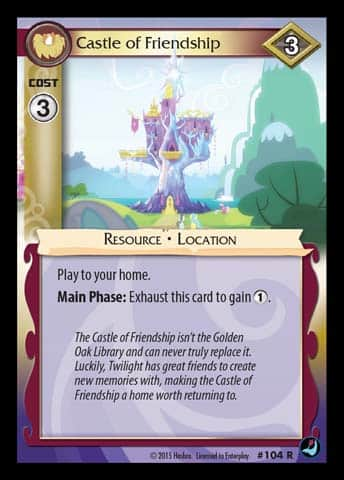 Castle of Friendship
3
COST
3
RESOURCE • LOCATION
Play to your home.
Main Phase: Exhaust this card to gain 1.
The Castle of Friendship isn't the Golden
Oak Library and can never truly replace it.
Luckily, Twilight has great friends to create
new memories with, making the Castle of
Friendship a home worth returning to.
© 2015 Hasbro. Licensed to Enterplay. #104 R